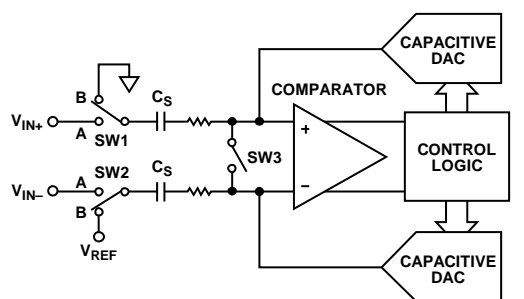 CAPACITIVE
DAC
COMPARATOR
B
C_S
V_IN+
A
SW1
+
SW3
CONTROL
LOGIC
V_IN–
A
SW2
C_S
–
B
V_REF
CAPACITIVE
DAC